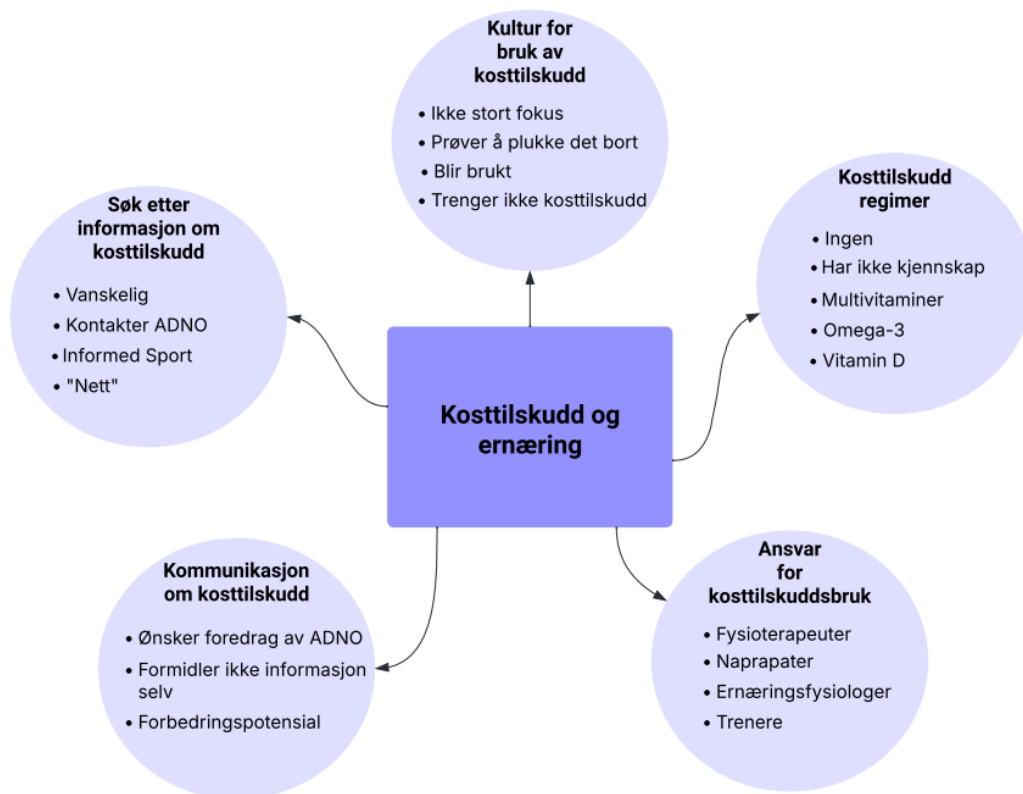 Kultur for
bruk av
kosttilskudd
• Ikke stort fokus
• Prøver å plukke det bort
• Blir brukt
• Trenger ikke kosttilskudd
Søk etter
informasjon om
kosttilskudd
• Vanskelig
• Kontakter ADNO
• Informed Sport
• "Nett"
Kosttilskudd
regimer
• Ingen
• Har ikke kjennskap
• Multivitaminer
• Omega-3
• Vitamin D
Kosttilskudd og
ernæring
Kommunikasjon
om kosttilskudd
• Ønsker foredrag av ADNO
• Formidler ikke informasjon
selv
• Forbedringspotensial
Ansvar
for
kosttilskuddsbruk
• Fysioterapeuter
• Naprapater
• Ernæringsfysiologer
• Trenere